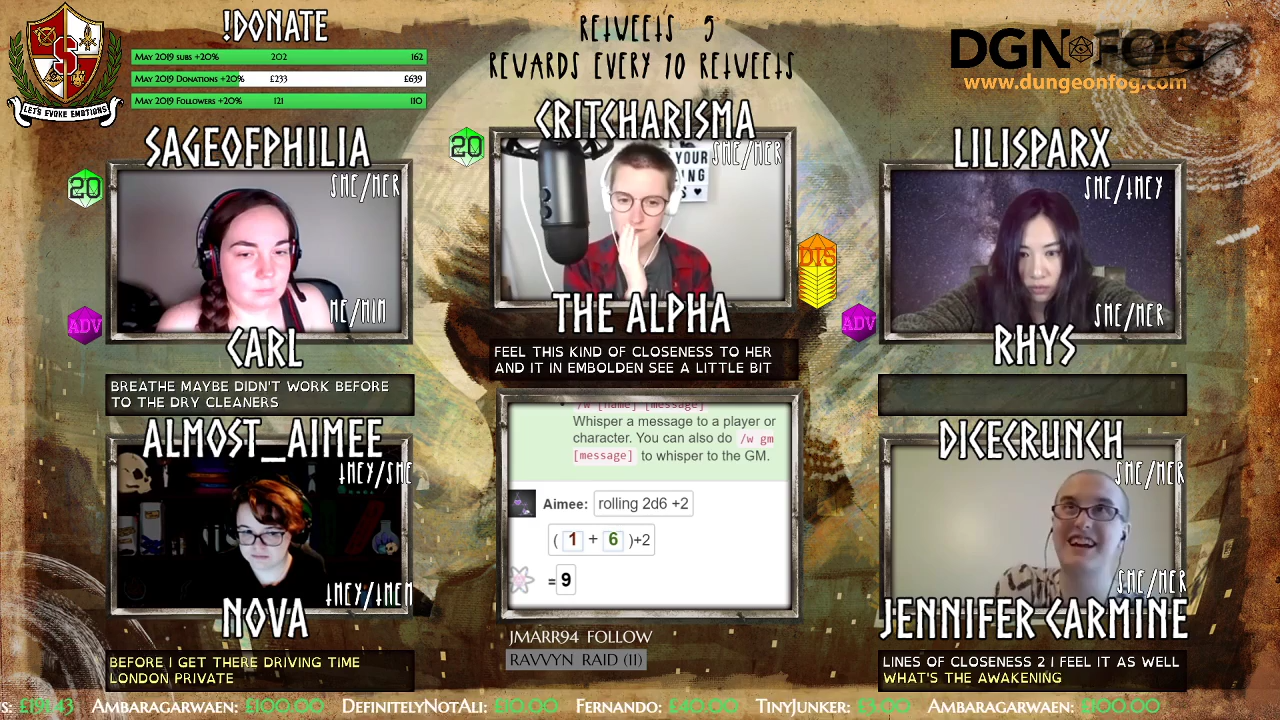 !DONATE
MAY 2019 SUBS +20% 202 162
MAY 2019 DONATIONS +20% £233 £639
MAY 2019 FOLLOWERS +20% 121 110
LET'S EVOKE EMOTIONS
RETWEETS 5
REWARDS EVERY 10 RETWEETS
DGNFOG
www.dungeonfog.com
SAGEOFPHILIA
SHE/HER
20
HE/HIM
ADV
CARL
BREATHE MAYBE DIDN'T WORK BEFORE
TO THE DRY CLEANERS
CRITCHARISMA
SHE/HER
20
YOUR
DIS
THE ALPHA
FEEL THIS KIND OF CLOSENESS TO HER
AND IT IN EMBOLDEN SEE A LITTLE BIT
LILISPARX
SHE/THEY
ADV
SHE/HER
RHYS
ALMOST_AIMEE
THEY/SHE
THEY/THEM
NOVA
BEFORE I GET THERE DRIVING TIME
LONDON PRIVATE
/w [name] [message]
Whisper a message to a player or
character. You can also do /w gm
[message] to whisper to the GM.
Aimee: rolling 2d6 +2
( 1 + 6 )+2
= 9
JMARR94 FOLLOW
RAVVYN RAID (11)
DICECRUNCH
SHE/HER
SHE/HER
JENNIFER CARMINE
LINES OF CLOSENESS 2 I FEEL IT AS WELL
WHAT'S THE AWAKENING
S: £191.43 AMBARAGARWAEN: £100.00 DEFINITELYNOTALI: £10.00 FERNANDO: £40.00 TINYJUNKER: £3.00 AMBARAGARWAEN: £100.00